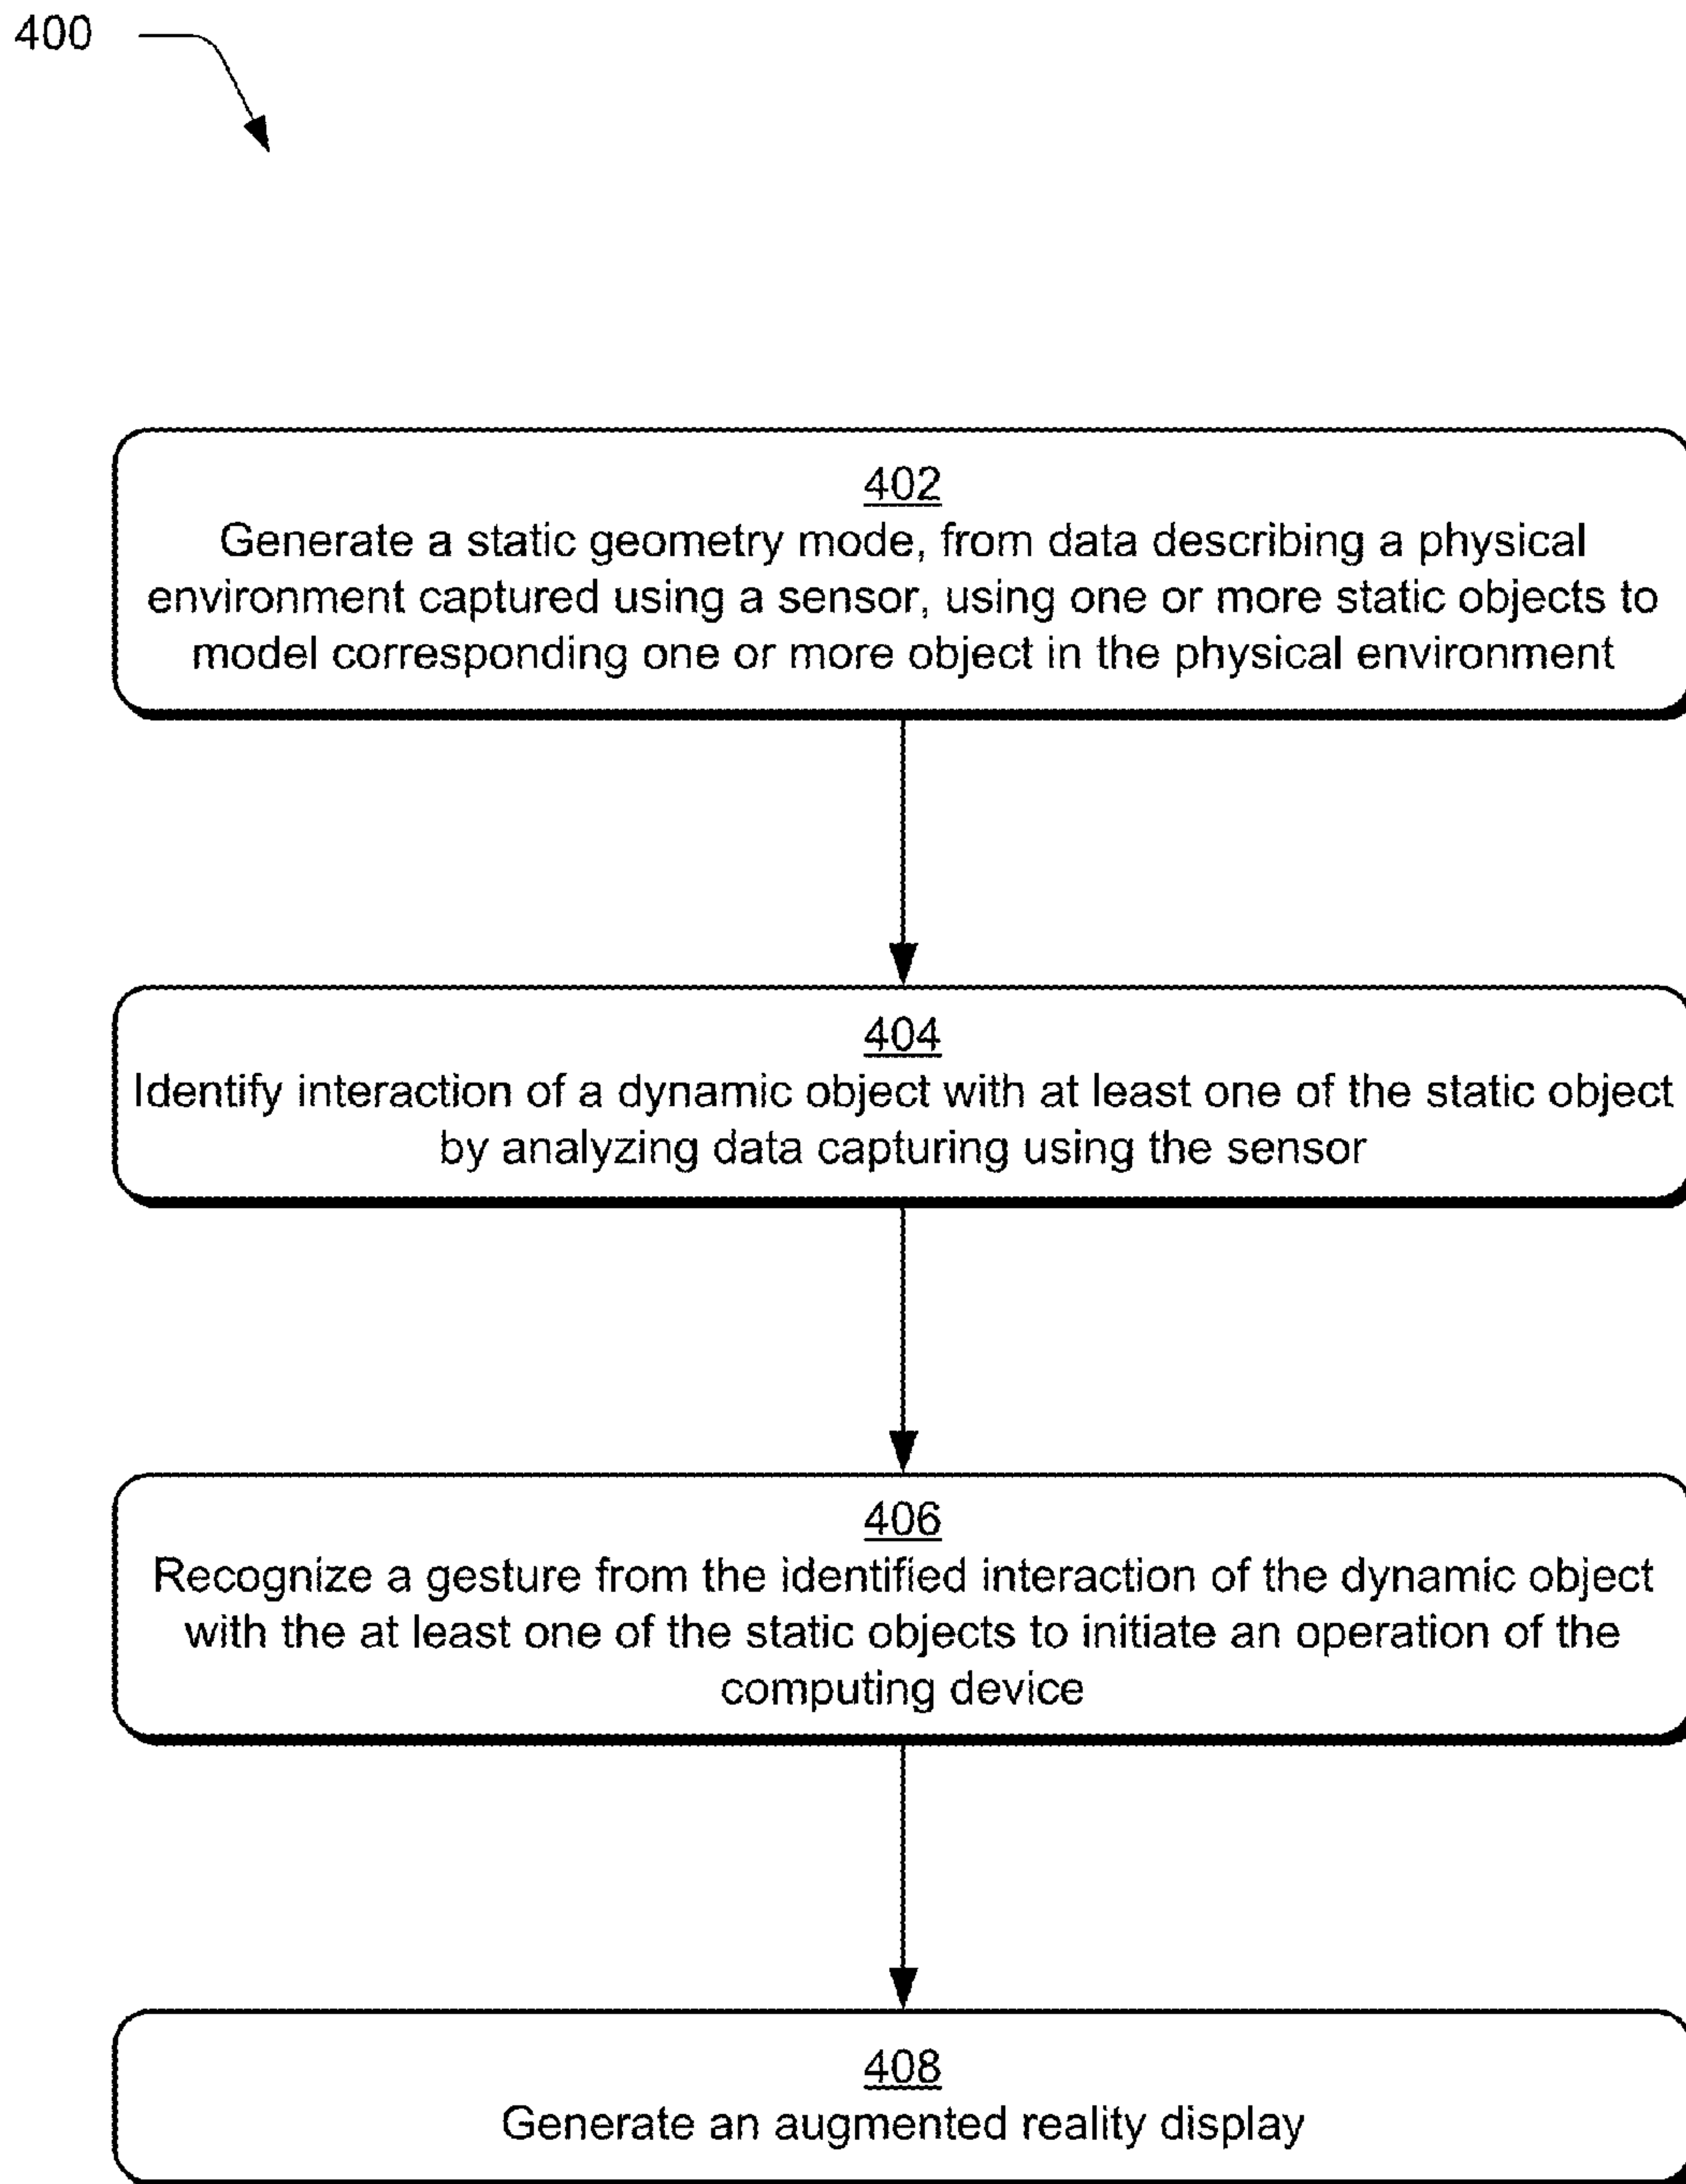 400
402
Generate a static geometry mode, from data describing a physical
environment captured using a sensor, using one or more static objects to
model corresponding one or more object in the physical environment
404
Identify interaction of a dynamic object with at least one of the static object
by analyzing data capturing using the sensor
406
Recognize a gesture from the identified interaction of the dynamic object
with the at least one of the static objects to initiate an operation of the
computing device
408
Generate an augmented reality display